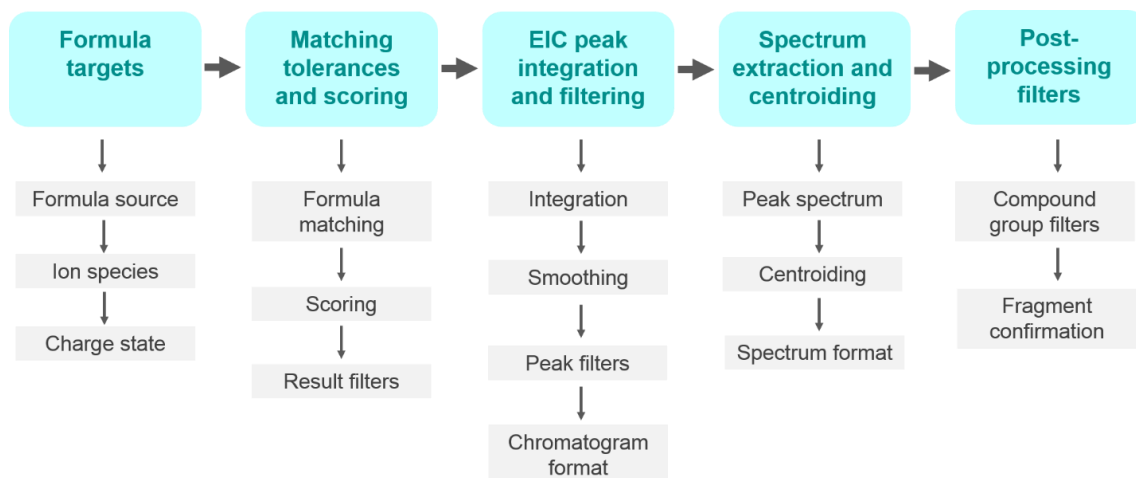 Formula
targets
Matching
tolerances
and scoring
EIC peak
integration
and filtering
Spectrum
extraction and
centroiding
Post-
processing
filters
Formula source
Ion species
Charge state
Formula
matching
Scoring
Result filters
Integration
Smoothing
Peak filters
Chromatogram
format
Peak spectrum
Centroiding
Spectrum format
Compound
group filters
Fragment
confirmation